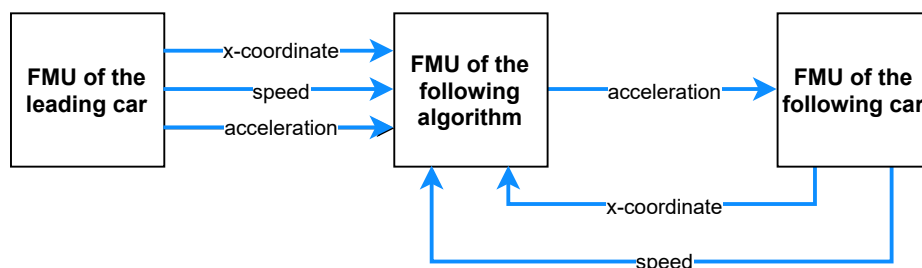 FMU of the
leading car
x-coordinate
speed
acceleration
FMU of the
following
algorithm
acceleration
FMU of the
following car
x-coordinate
speed